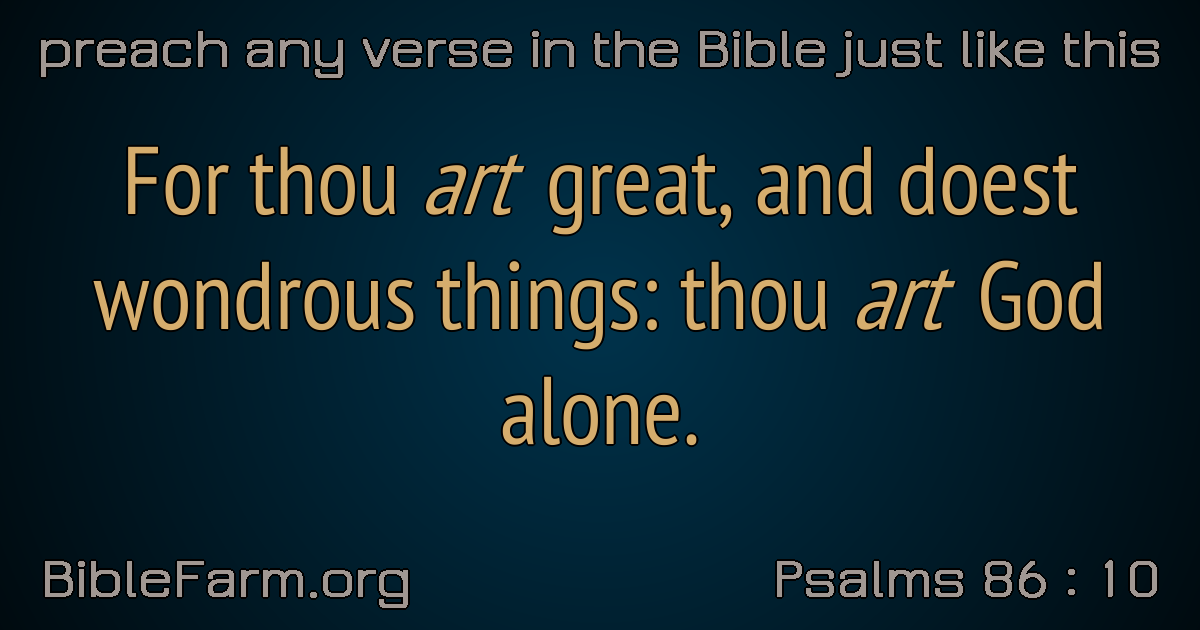 preach any verse in the Bible just like this
For thou art great, and doest
wondrous things: thou art God
alone.
BibleFarm.org
Psalms 86 : 10